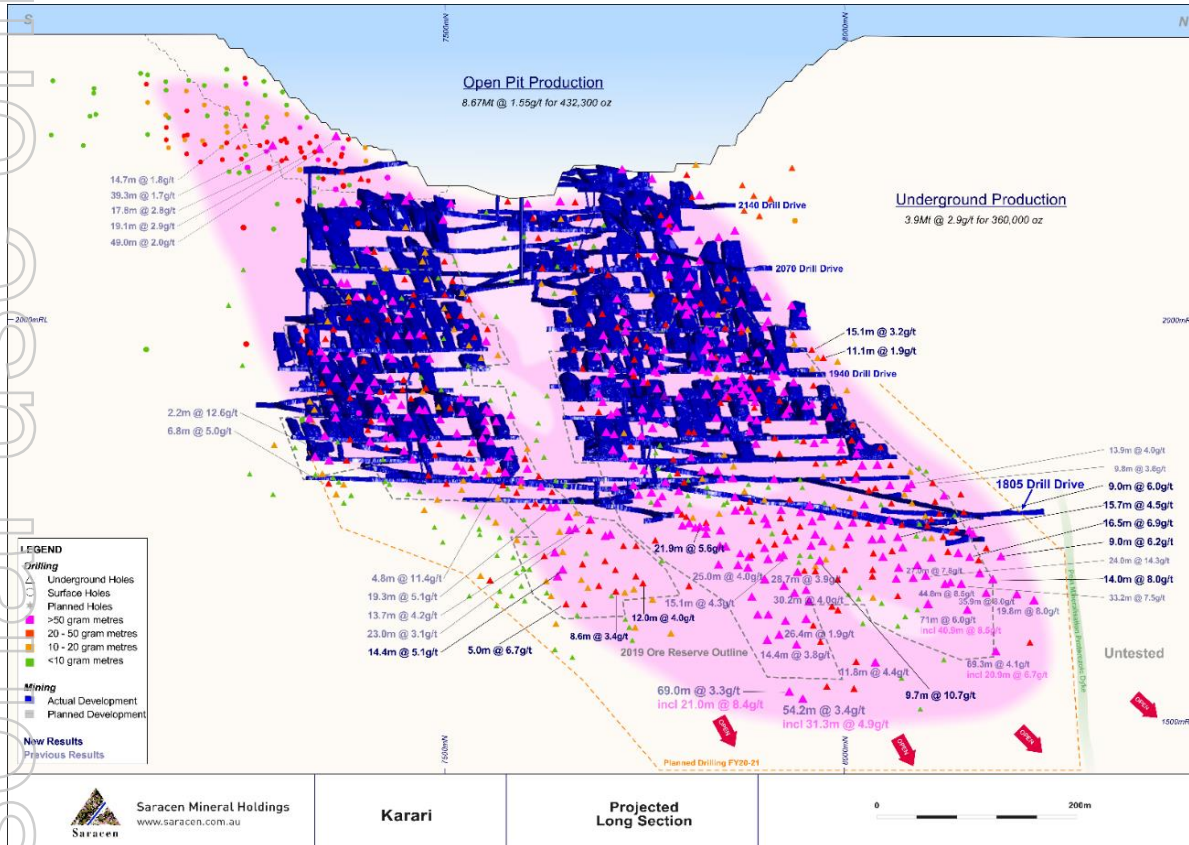 S
N
7500mN
8000mN
Open Pit Production
8.67Mt @ 1.55g/t for 432,300 oz
Underground Production
3.9Mt @ 2.9g/t for 360,000 oz
14.7m @ 1.8g/t
39.3m @ 1.7g/t
17.8m @ 2.8g/t
19.1m @ 2.9g/t
49.0m @ 2.0g/t
2140 Drill Drive
2070 Drill Drive
2000mRL
2000mRL
15.1m @ 3.2g/t
11.1m @ 1.9g/t
1940 Drill Drive
2.2m @ 12.6g/t
6.8m @ 5.0g/t
13.9m @ 4.0g/t
9.8m @ 3.8g/t
1805 Drill Drive
9.0m @ 6.0g/t
15.7m @ 4.5g/t
16.5m @ 6.9g/t
9.0m @ 6.2g/t
24.0m @ 14.3g/t
14.0m @ 8.0g/t
33.2m @ 7.5g/t
21.9m @ 5.6g/t
25.0m @ 4.0g/t
28.7m @ 3.9g/t
30.2m @ 4.0g/t
15.1m @ 4.3g/t
19.8m @ 8.0g/t
71m @ 6.0g/t
incl 40.9m @ 8.5g/t
26.4m @ 1.9g/t
14.4m @ 3.8g/t
4.8m @ 11.4g/t
19.3m @ 5.1g/t
13.7m @ 4.2g/t
23.0m @ 3.1g/t
14.4m @ 5.1g/t
5.0m @ 6.7g/t
8.6m @ 3.4g/t
12.0m @ 4.0g/t
2019 Ore Reserve Outline
69.3m @ 4.1g/t
incl 20.9m @ 6.7g/t
11.8m @ 4.4g/t
9.7m @ 10.7g/t
69.0m @ 3.3g/t
incl 21.0m @ 8.4g/t
54.2m @ 3.4g/t
incl 31.3m @ 4.9g/t
Untested
OPEN
OPEN
OPEN
OPEN
Planned Drilling FY20-21
7500mN
8000mN
LEGEND
Drilling
Underground Holes
Surface Holes
Planned Holes
>50 gram metres
20 - 50 gram metres
10 - 20 gram metres
<10 gram metres
Mining
Actual Development
Planned Development
New Results
Previous Results
Saracen
Saracen Mineral Holdings
www.saracen.com.au
Karari
Projected
Long Section
0
200m